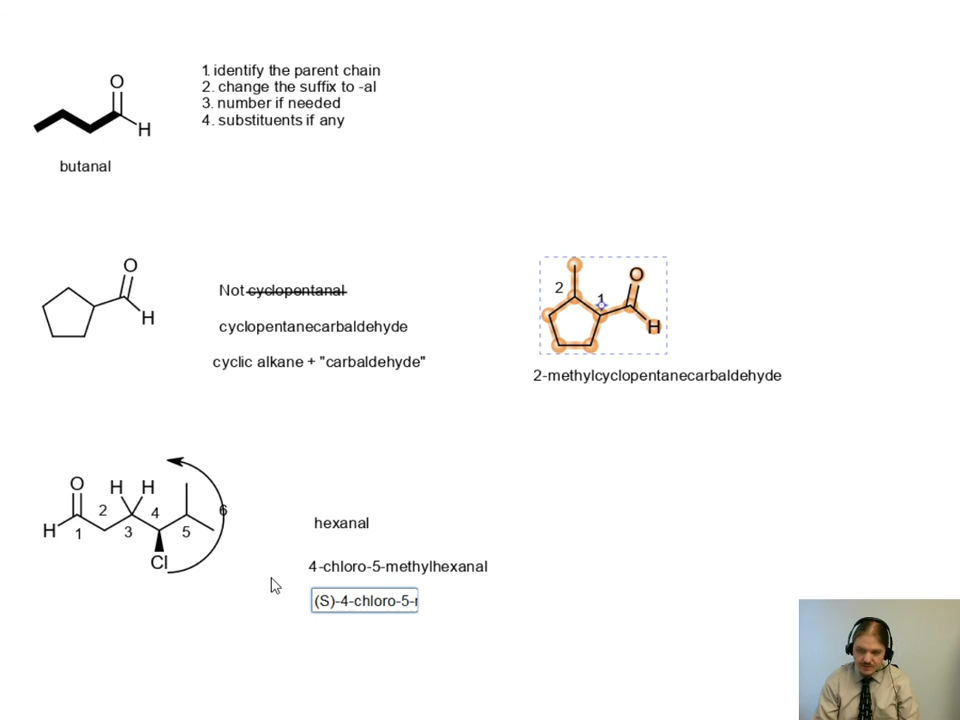 1. identify the parent chain
2. change the suffix to -al
3. number if needed
4. substituents if any
O
H
butanal
O
H
Not cyclopentanal
cyclopentanecarbaldehyde
cyclic alkane + "carbaldehyde"
2
1
O
H
2-methylcyclopentanecarbaldehyde
O
H H
H
1
2
3
4
5
6
Cl
hexanal
4-chloro-5-methylhexanal
(S)-4-chloro-5-